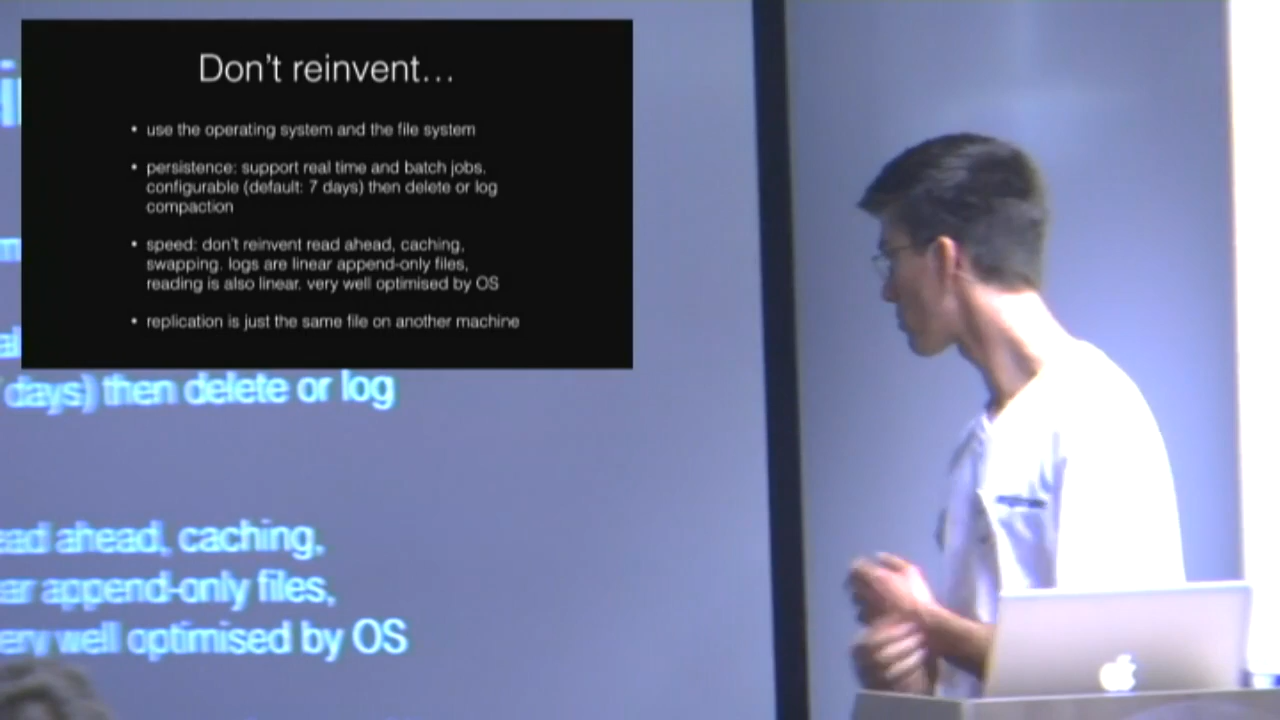 Don't reinvent…
• use the operating system and the file system
• persistence: support real time and batch jobs.
configurable (default: 7 days) then delete or log
compaction
• speed: don't reinvent read ahead, caching,
swapping. logs are linear append-only files,
reading is also linear. very well optimised by OS
• replication is just the same file on another machine
days) then delete or log
ead ahead, caching,
ar append-only files,
ery well optimised by OS